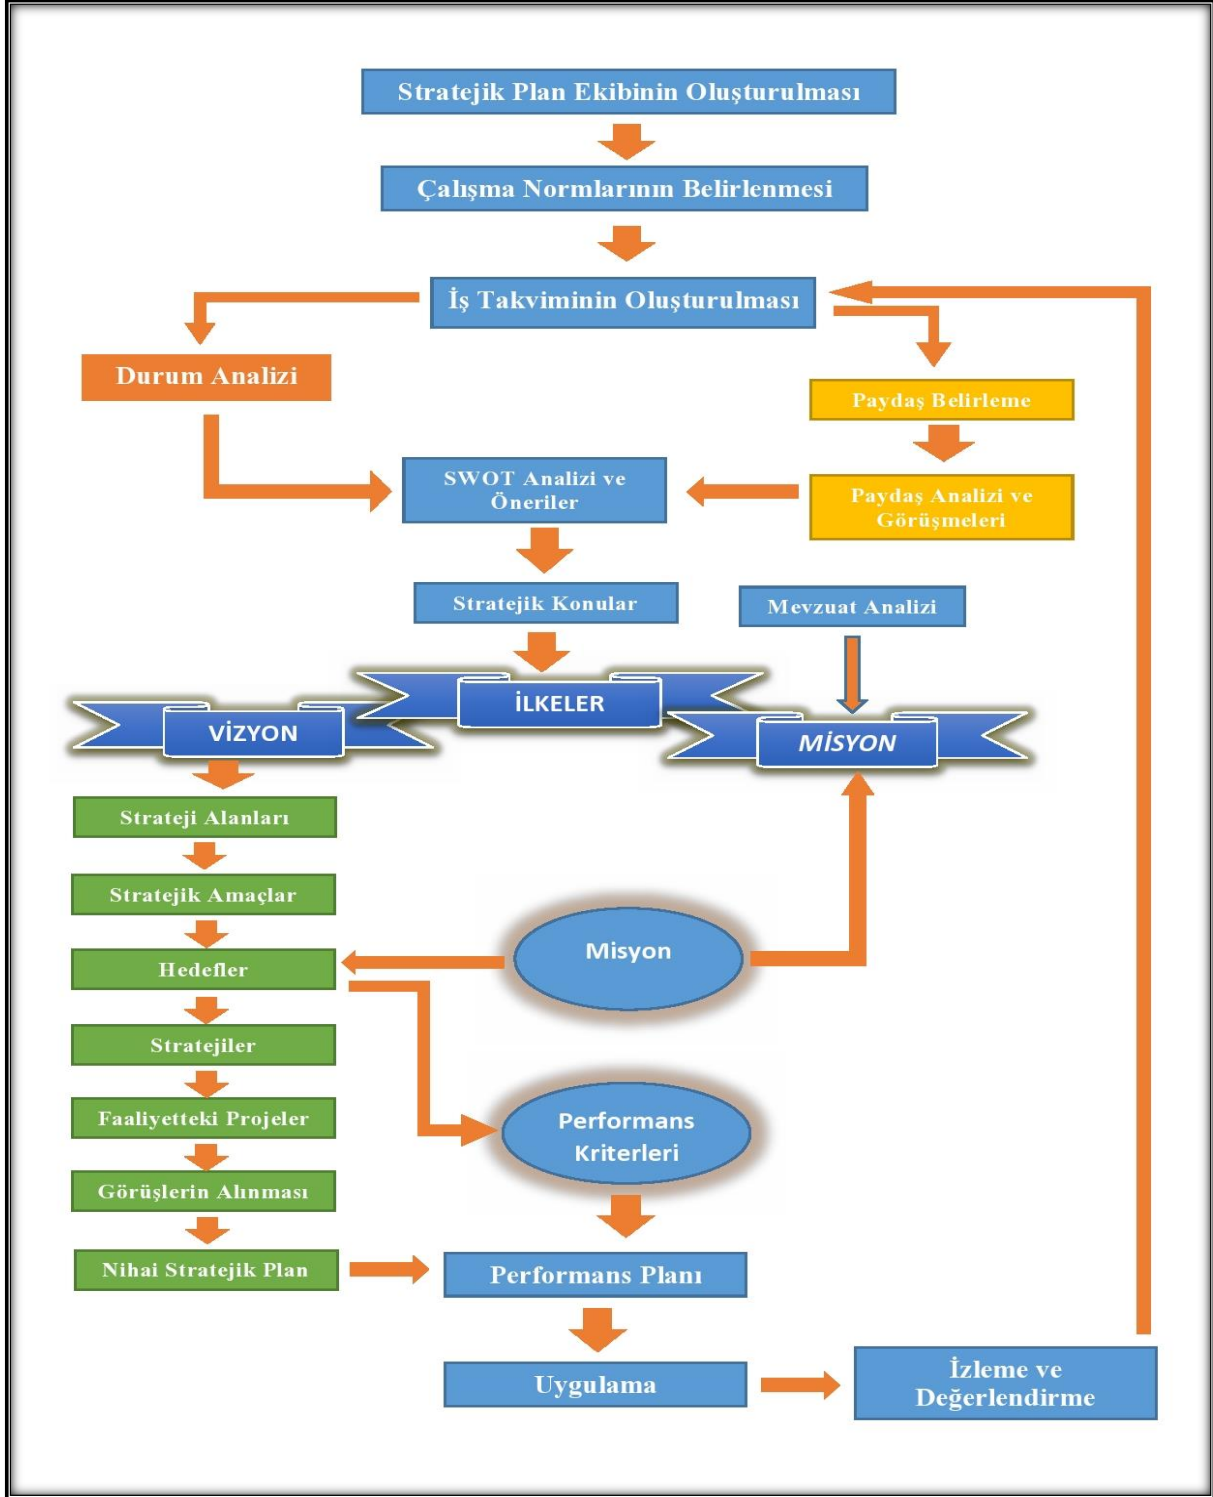 Stratejik Plan Ekibinin Oluşturulması
Çalışma Normlarının Belirlenmesi
İş Takviminin Oluşturulması
Durum Analizi
Paydaş Belirleme
SWOT Analizi ve
Öneriler
Paydaş Analizi ve
Görüşmeleri
Stratejik Konular
Mevzuat Analizi
İLKELER
VİZYON
MİSYON
Strateji Alanları
Stratejik Amaçlar
Misyon
Hedefler
Stratejiler
Faaliyetteki Projeler
Performans
Kriterleri
Görüşlerin Alınması
Nihai Stratejik Plan
Performans Planı
Uygulama
İzleme ve
Değerlendirme